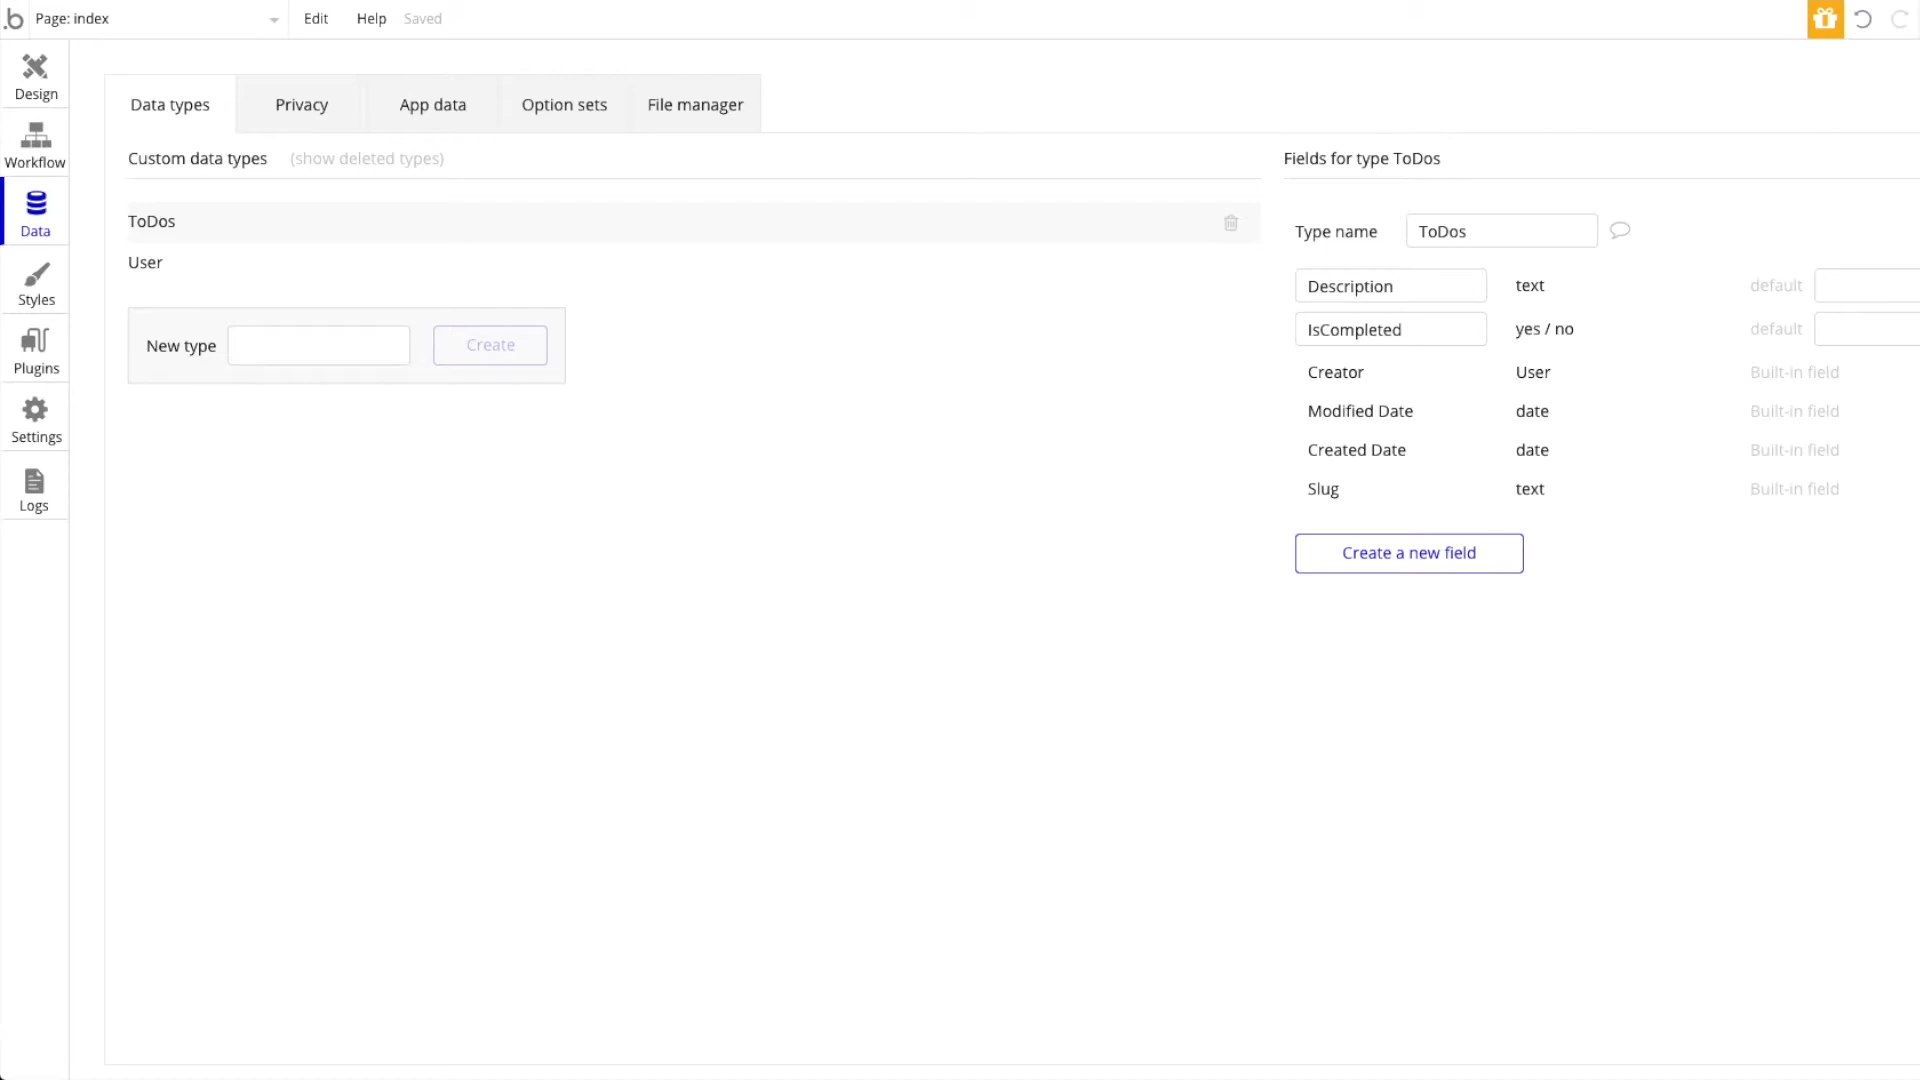 .b Page: index Edit Help Saved
Design
Workflow
Data
Styles
Plugins
Settings
Logs
Data types Privacy App data Option sets File manager
Custom data types (show deleted types)
ToDos
User
New type Create
Fields for type ToDos
Type name ToDos
Description text default
IsCompleted yes / no default
Creator User Built-in field
Modified Date date Built-in field
Created Date date Built-in field
Slug text Built-in field
Create a new field